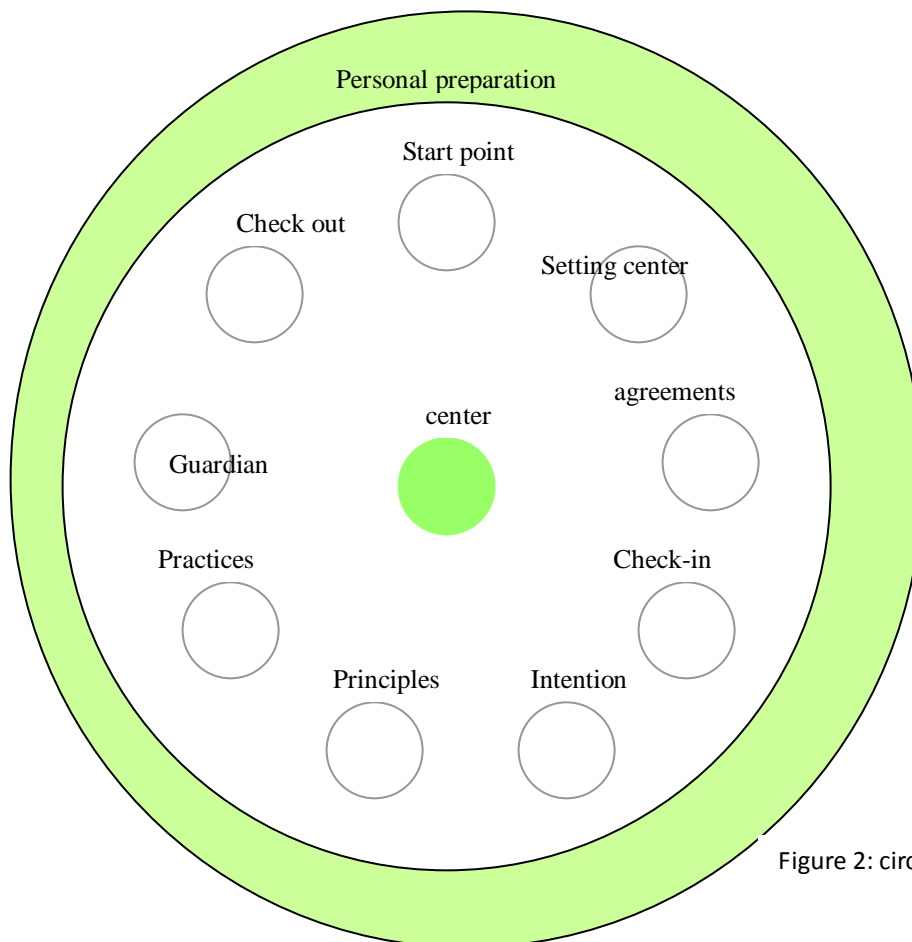 Personal preparation
Start point
Check out
Setting center
agreements
center
Guardian
Practices
Check-in
Principles
Intention
Figure 2: circ